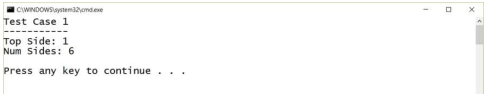 C:\WINDOWS\system32\cmd.exe
Test Case 1
-----------
Top Side: 1
Num Sides: 6
Press any key to continue . . .